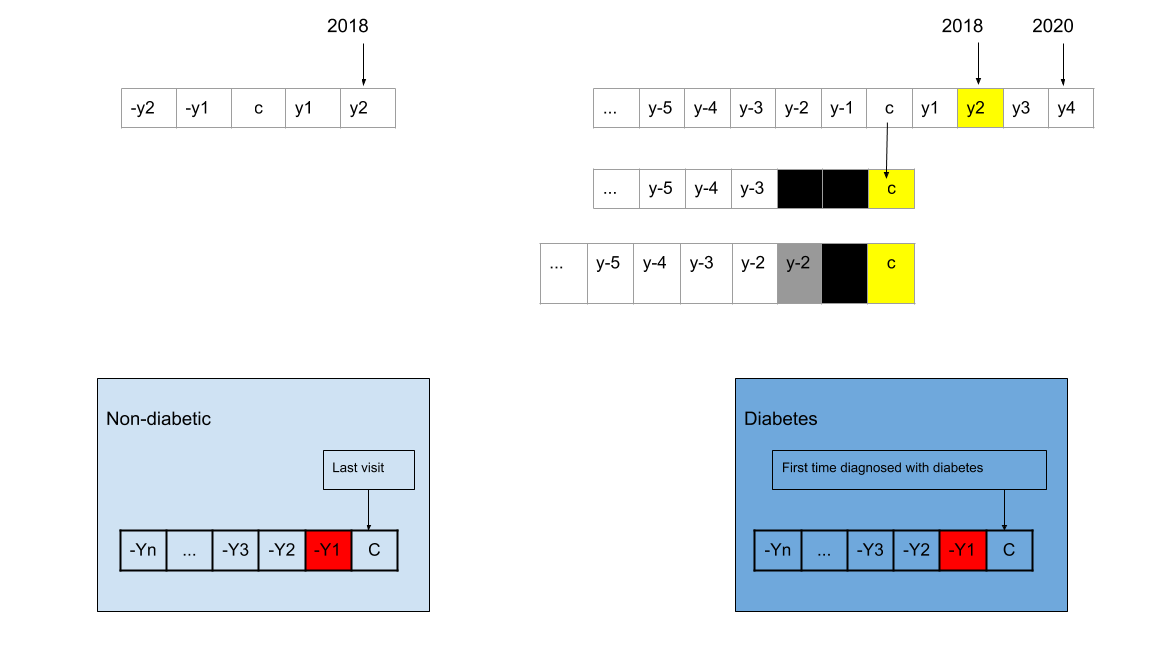 2018
-y2 -y1 c y1 y2
2018 2020
... y-5 y-4 y-3 y-2 y-1 c y1 y2 y3 y4
... y-5 y-4 y-3 c
... y-5 y-4 y-3 y-2 y-2 c
Non-diabetic
Last visit
-Yn ... -Y3 -Y2 -Y1 C
Diabetes
First time diagnosed with diabetes
-Yn ... -Y3 -Y2 -Y1 C